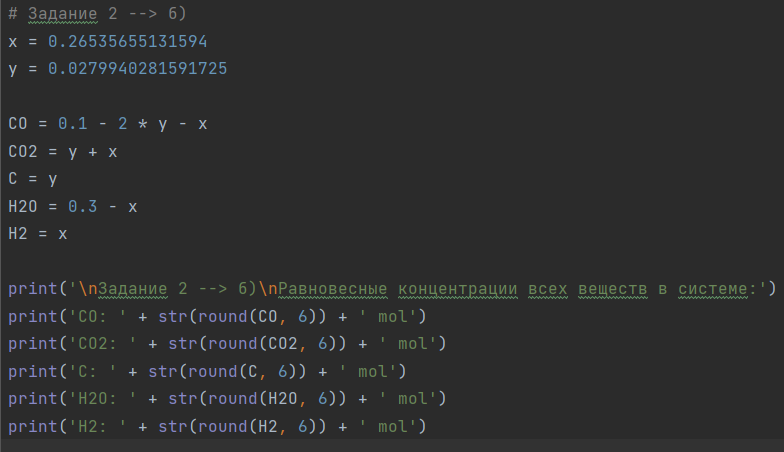 # Задание 2 --> б)
x = 0.26535655131594
y = 0.0279940281591725
CO = 0.1 - 2 * y - x
CO2 = y + x
C = y
H2O = 0.3 - x
H2 = x
print('\nЗадание 2 --> б)\nРавновесные концентрации всех веществ в системе:')
print('CO: ' + str(round(CO, 6)) + ' mol')
print('CO2: ' + str(round(CO2, 6)) + ' mol')
print('C: ' + str(round(C, 6)) + ' mol')
print('H2O: ' + str(round(H2O, 6)) + ' mol')
print('H2: ' + str(round(H2, 6)) + ' mol')